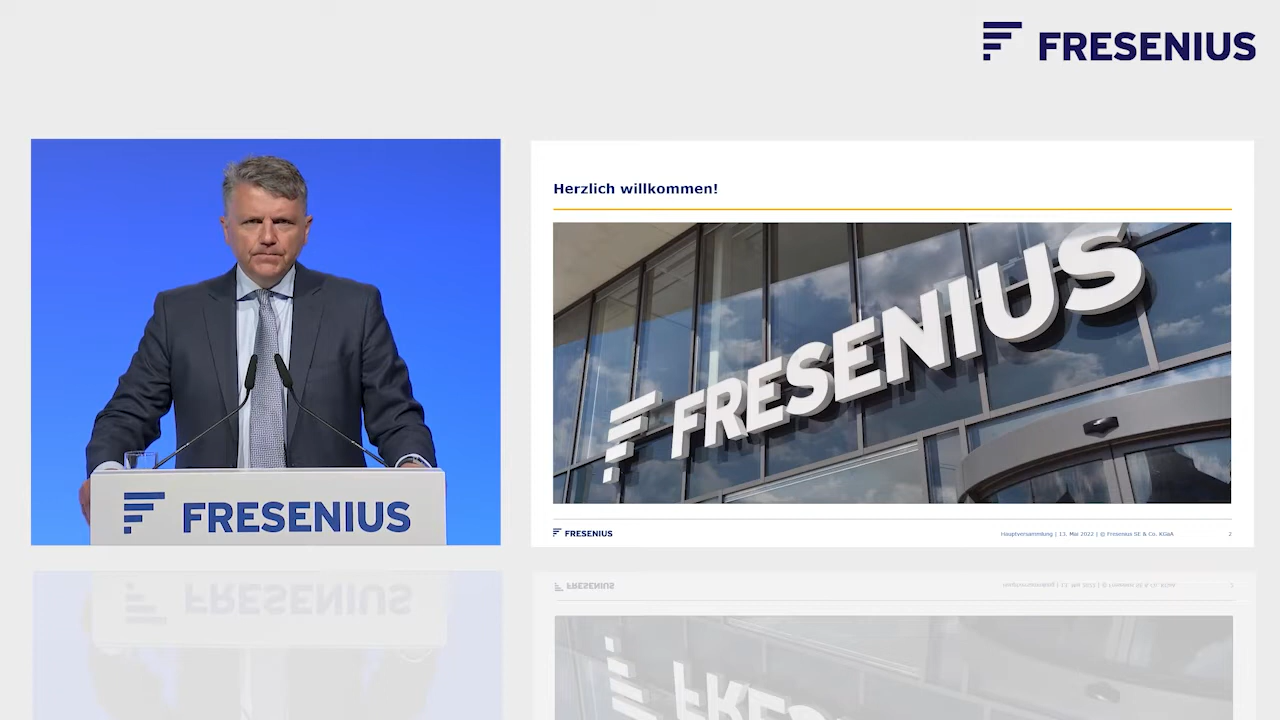 FRESENIUS
Herzlich willkommen!
FRESENIUS
FRESENIUS
FRESENIUS
Hauptversammlung | 13. Mai 2022 | © Fresenius SE & Co. KGaA
2